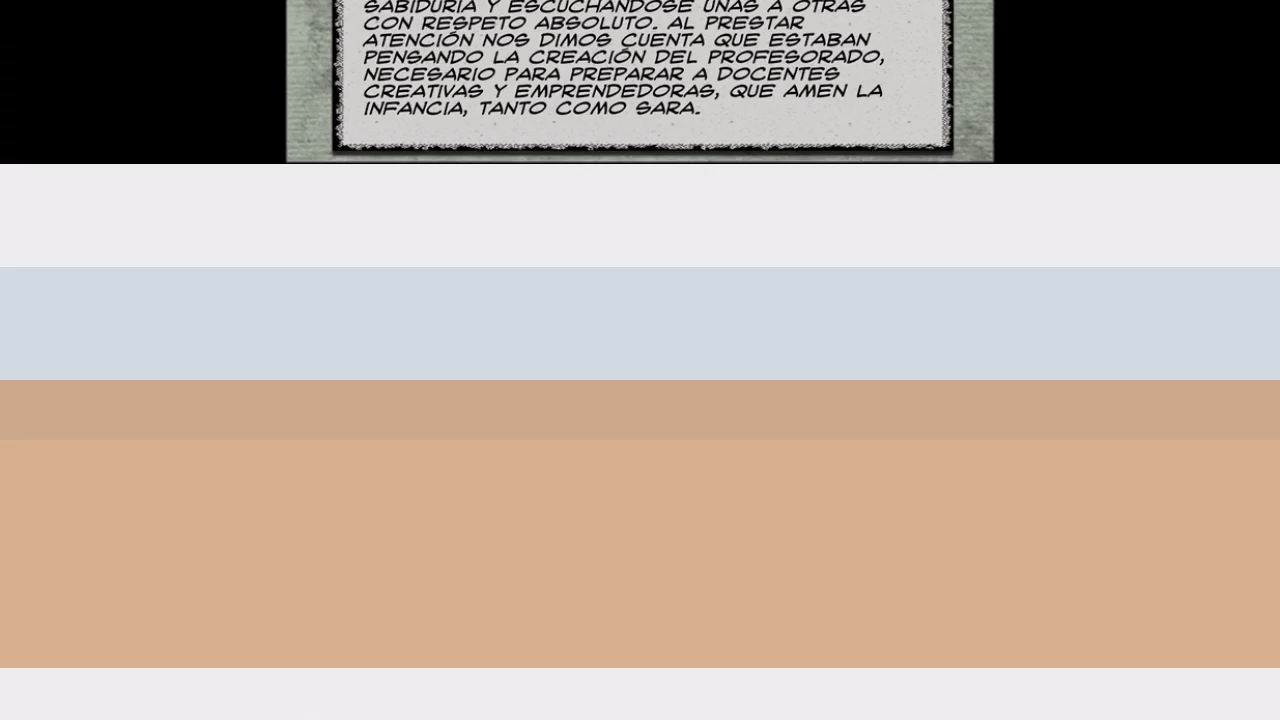 SABIDURÍA Y ESCUCHÁNDOSE UNAS A OTRAS
CON RESPETO ABSOLUTO. AL PRESTAR
ATENCIÓN NOS DIMOS CUENTA QUE ESTABAN
PENSANDO LA CREACIÓN DEL PROFESORADO,
NECESARIO PARA PREPARAR A DOCENTES
CREATIVAS Y EMPRENDEDORAS, QUE AMEN LA
INFANCIA, TANTO COMO SARA.